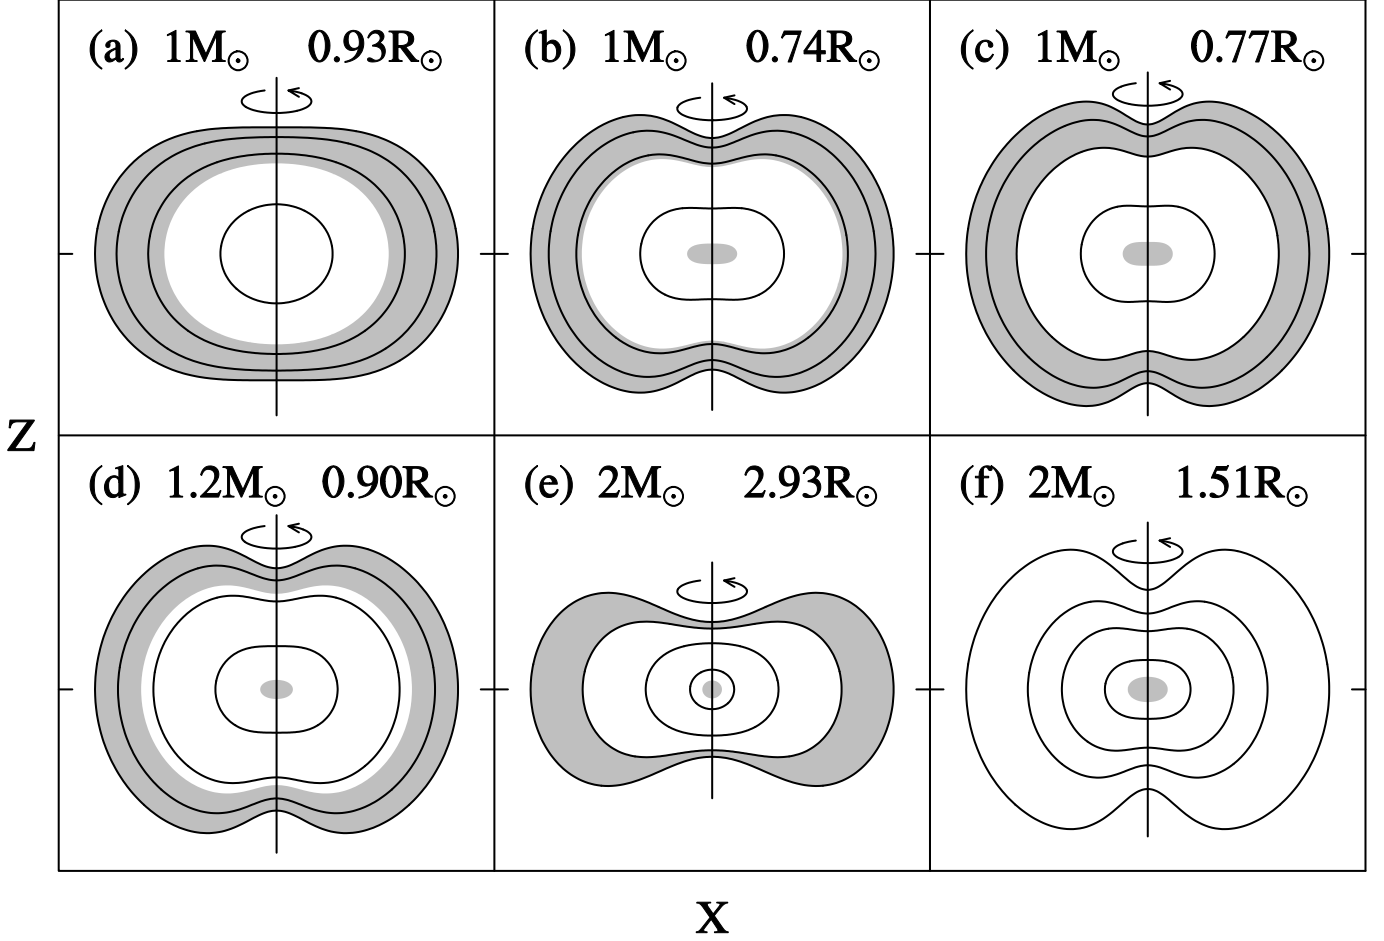 (a) 1M⊙ 0.93R⊙
(b) 1M⊙ 0.74R⊙
(c) 1M⊙ 0.77R⊙
Z
(d) 1.2M⊙ 0.90R⊙
(e) 2M⊙ 2.93R⊙
(f) 2M⊙ 1.51R⊙
X